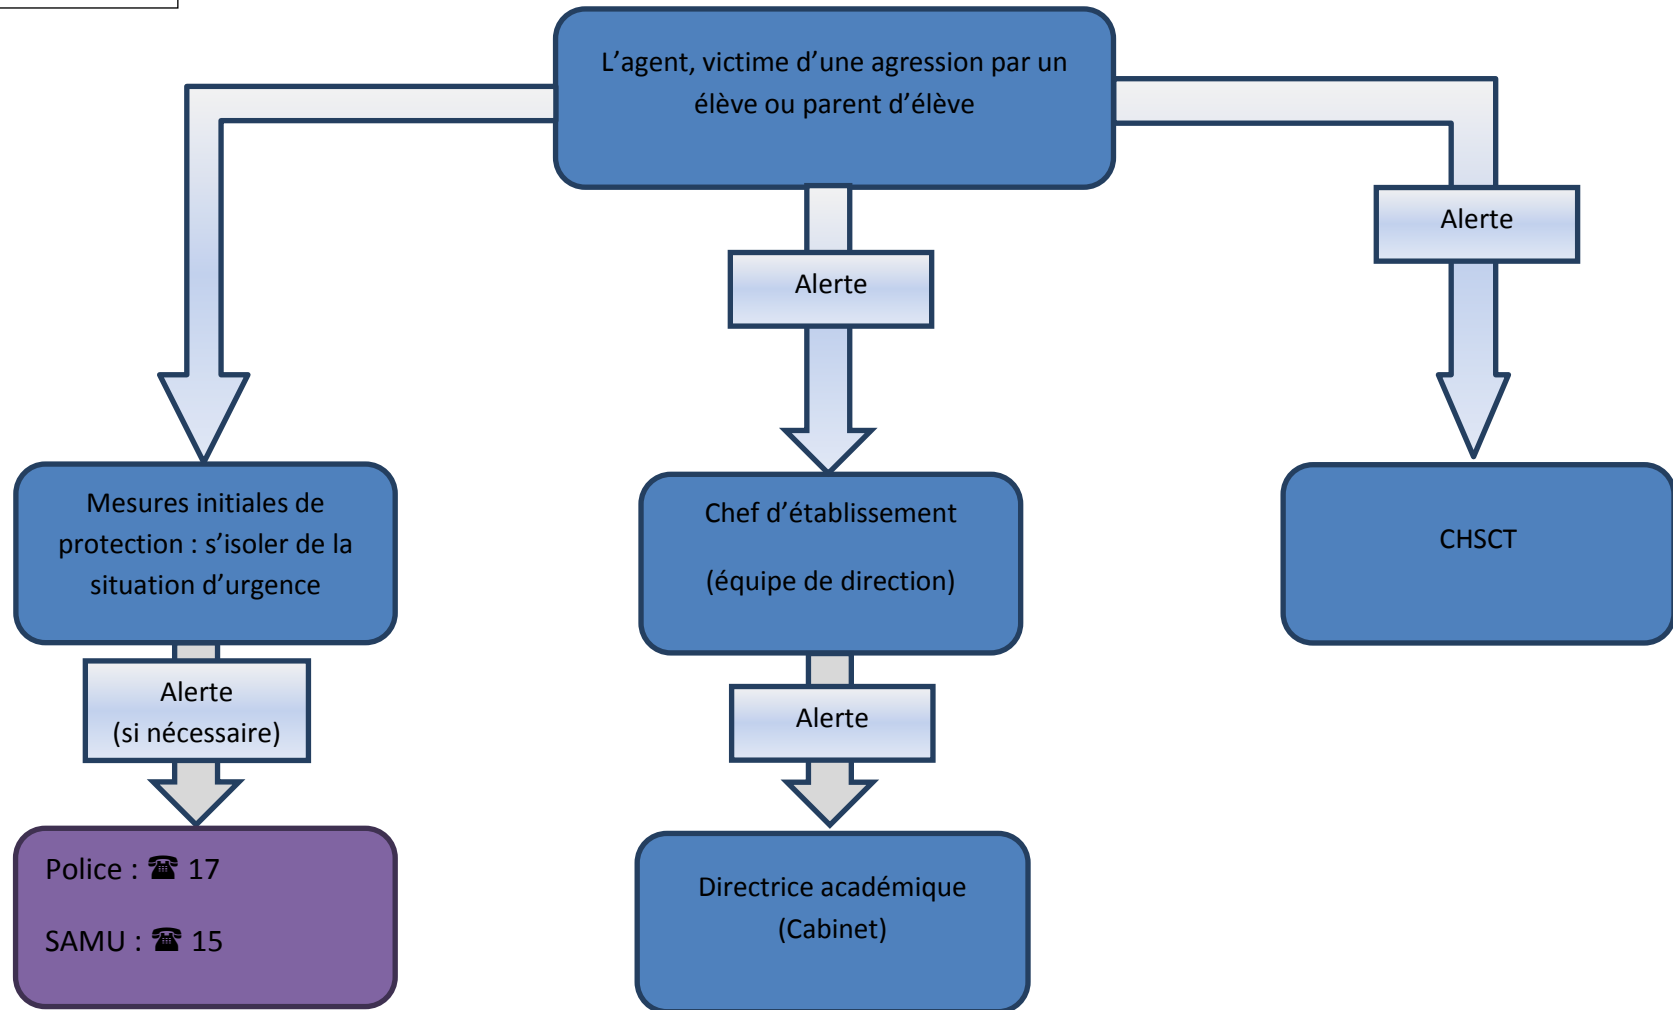 L’agent, victime d’une agression par un
élève ou parent d’élève
Alerte
Alerte
Mesures initiales de
protection : s’isoler de la
situation d’urgence
Chef d’établissement
(équipe de direction)
CHSCT
Alerte
(si nécessaire)
Alerte
Police : ☎ 17
SAMU : ☎ 15
Directrice académique
(Cabinet)